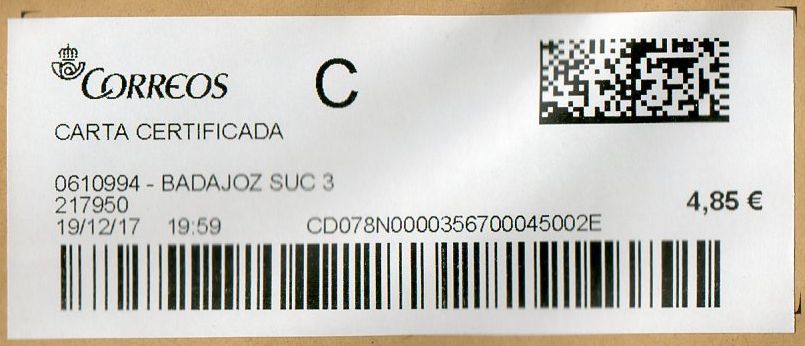 CORREOS
C
CARTA CERTIFICADA
0610994 - BADAJOZ SUC 3
217950
4,85 €
19/12/17 19:59 CD078N0000356700045002E